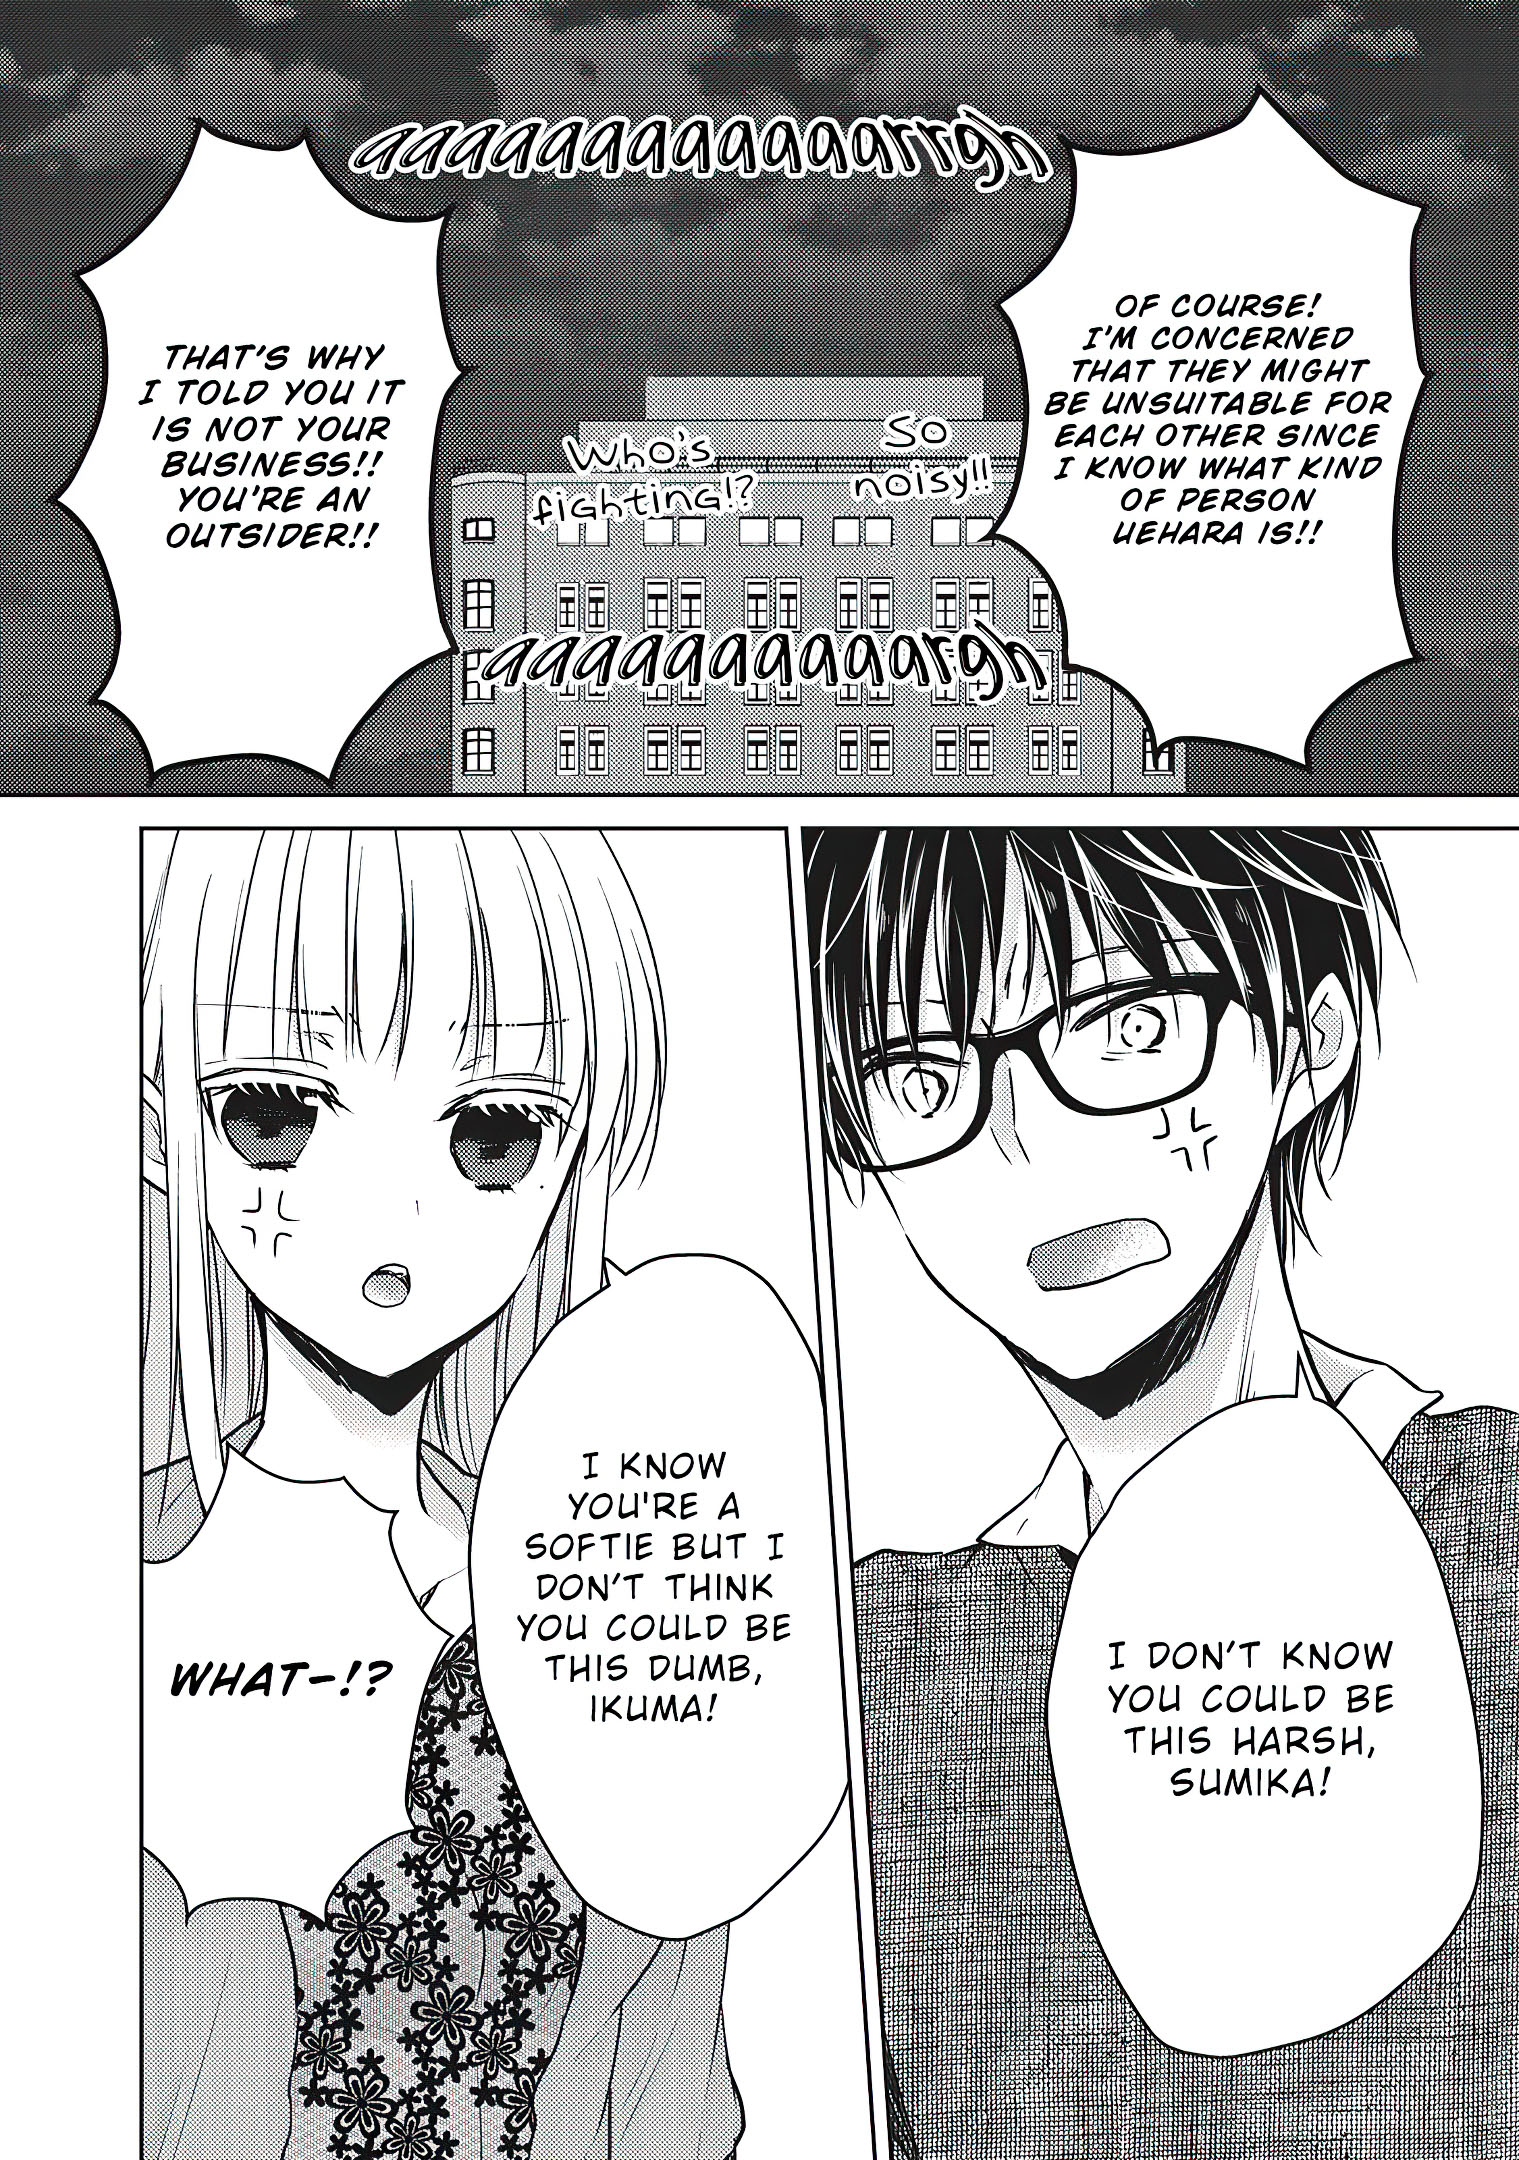 aaaaaaaaaaaarrgh
OF COURSE!
I'M CONCERNED
THAT THEY MIGHT
BE UNSUITABLE FOR
EACH OTHER SINCE
I KNOW WHAT KIND
OF PERSON
UEHARA IS!!
THAT'S WHY
I TOLD YOU IT
IS NOT YOUR
BUSINESS!!
YOU'RE AN
OUTSIDER!!
So
noisy!!
Who's
fighting!?
aaaaaaaaaaargh
I DON'T KNOW
YOU COULD BE
THIS HARSH,
SUMIKA!
I KNOW
YOU'RE A
SOFTIE BUT I
DON'T THINK
YOU COULD BE
THIS DUMB,
IKUMA!
WHAT-!?